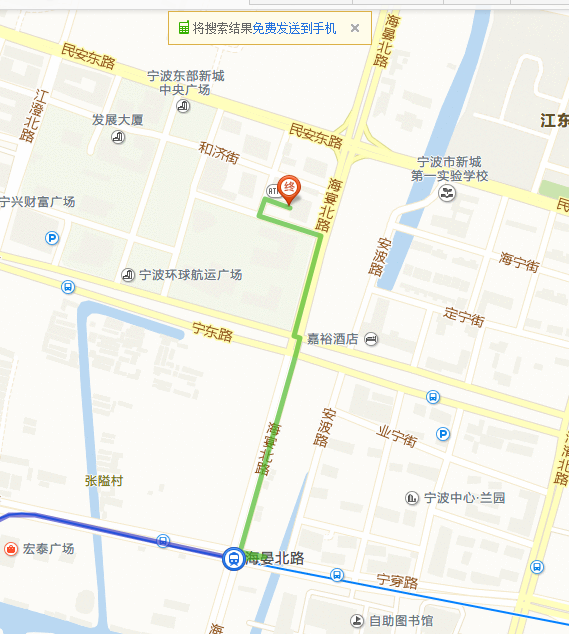 将搜索结果免费发送到手机
海晏北路
民安东路
宁波东部新城
中央广场
江澄北路
发展大厦
江东
民安东路
和济街
宁波市新城
第一实验学校
ATM
终
海晏北路
宁兴财富广场
民
P
安波路
海宁街
宁波环球航运广场
定宁街
宁东路
嘉裕酒店
安波路
业宁街
P
海晏北路
张隘村
宁波中心·兰园
宏泰广场
海晏北路
宁穿路
自助图书馆
海